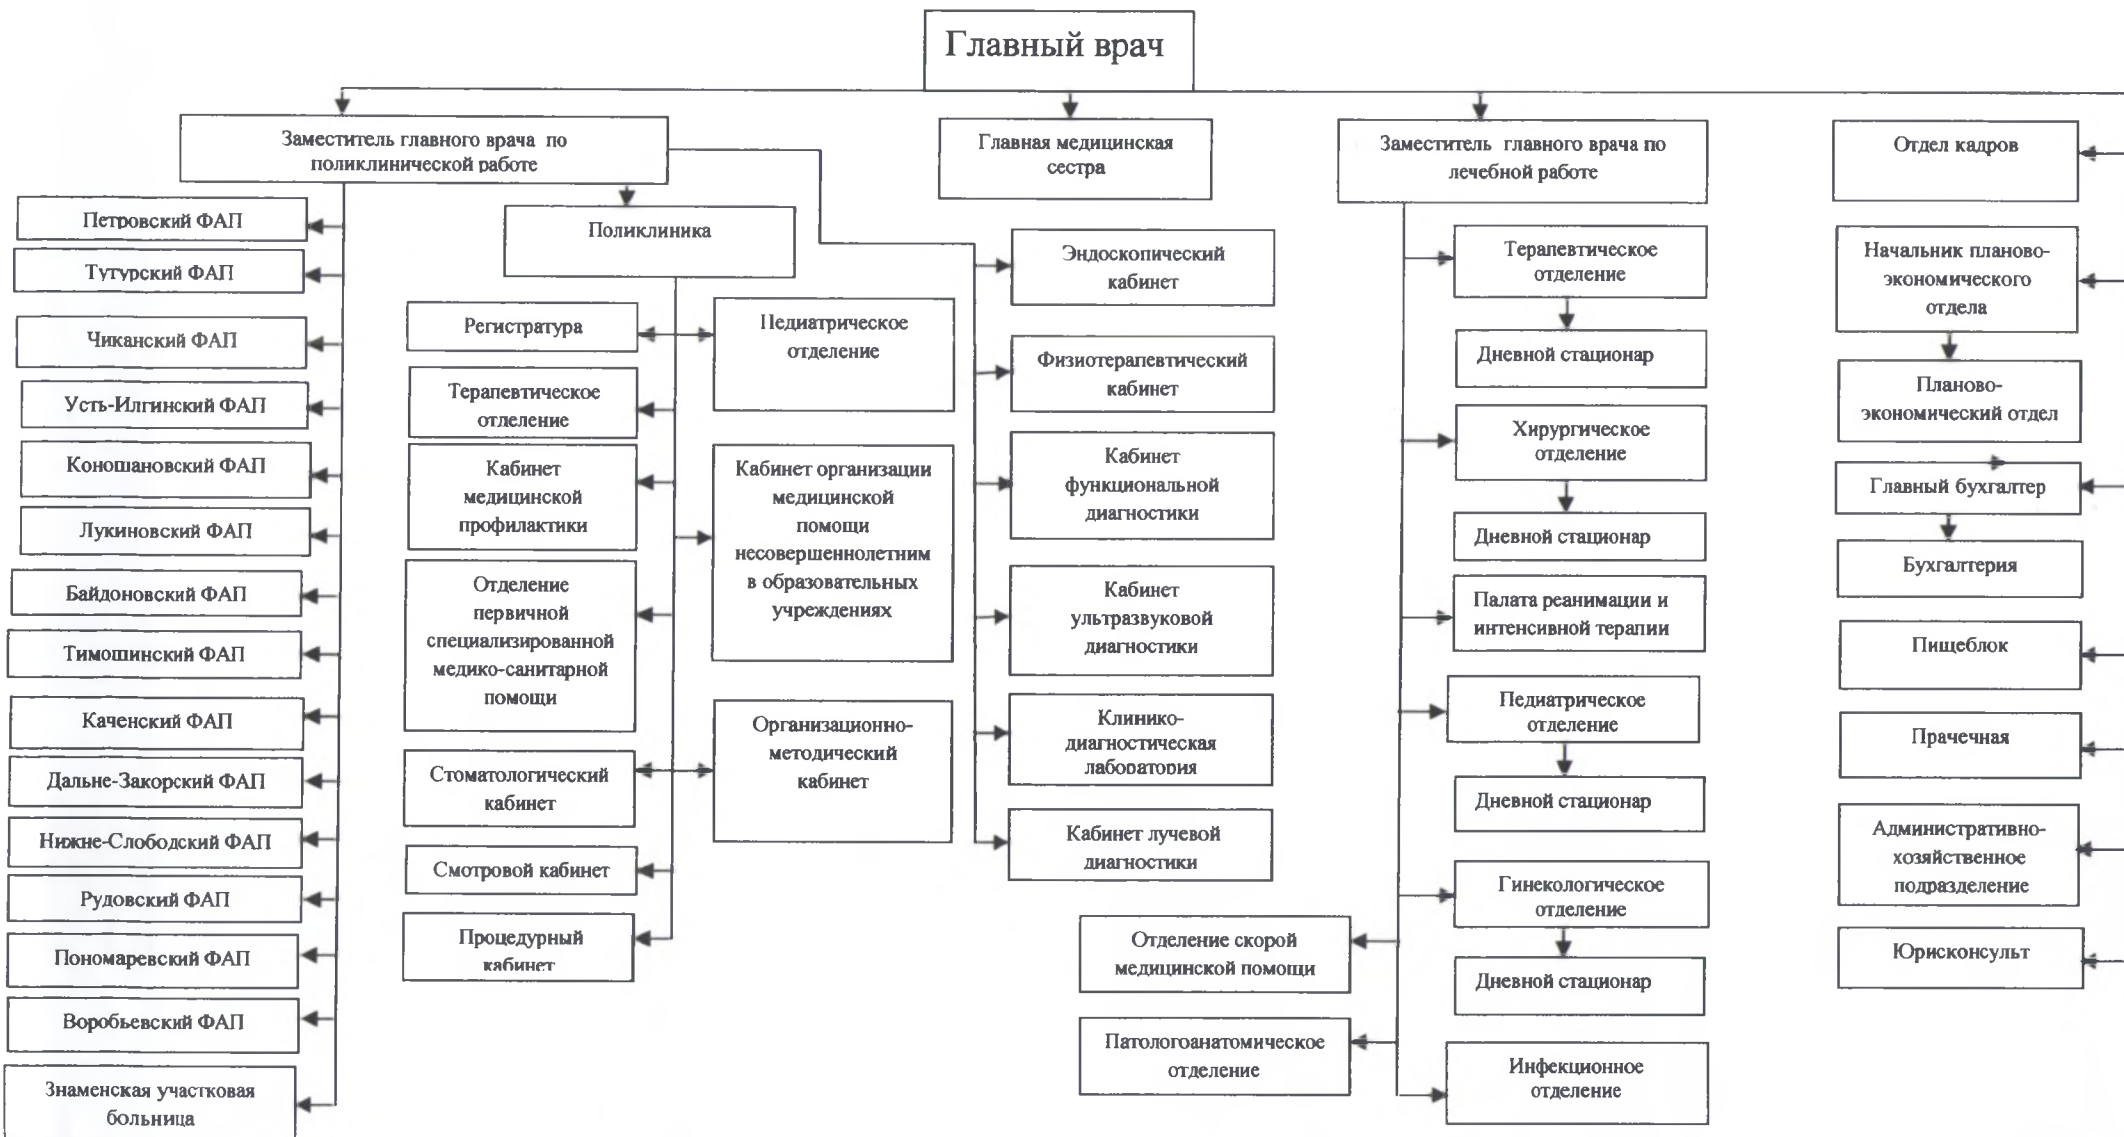 Главный врач
Заместитель главного врача по
поликлинической работе
Главная медицинская
сестра
Заместитель главного врача по
лечебной работе
Отдел кадров
Петровский ФАП
Тутурский ФАП
Чиканский ФАП
Усть-Илгинский ФАП
Коношановский ФАП
Лукиновский ФАП
Байдоновский ФАП
Тимошинский ФАП
Каченский ФАП
Дальне-Закорский ФАП
Нижне-Слободский ФАП
Рудовский ФАП
Пономаревский ФАП
Воробьевский ФАП
Знаменская участковая
больница
Поликлиника
Регистратура
Терапевтическое
отделение
Кабинет
медицинской
профилактики
Отделение
первичной
специализированной
медико-санитарной
помощи
Стоматологический
кабинет
Смотровой кабинет
Процедурный
кабинет
Педиатрическое
отделение
Кабинет организации
медицинской
помощи
несовершеннолетним
в образовательных
учреждениях
Организационно-
методический
кабинет
Эндоскопический
кабинет
Физиотерапевтический
кабинет
Кабинет
функциональной
диагностики
Кабинет
ультразвуковой
диагностики
Клинико-
диагностическая
лаборатория
Кабинет лучевой
диагностики
Отделение скорой
медицинской помощи
Патологоанатомическое
отделение
Терапевтическое
отделение
Дневной стационар
Хирургическое
отделение
Дневной стационар
Палата реанимации и
интенсивной терапии
Педиатрическое
отделение
Дневной стационар
Гинекологическое
отделение
Дневной стационар
Инфекционное
отделение
Начальник планово-
экономического
отдела
Планово-
экономический отдел
Главный бухгалтер
Бухгалтерия
Пищеблок
Прачечная
Административно-
хозяйственное
подразделение
Юрисконсульт